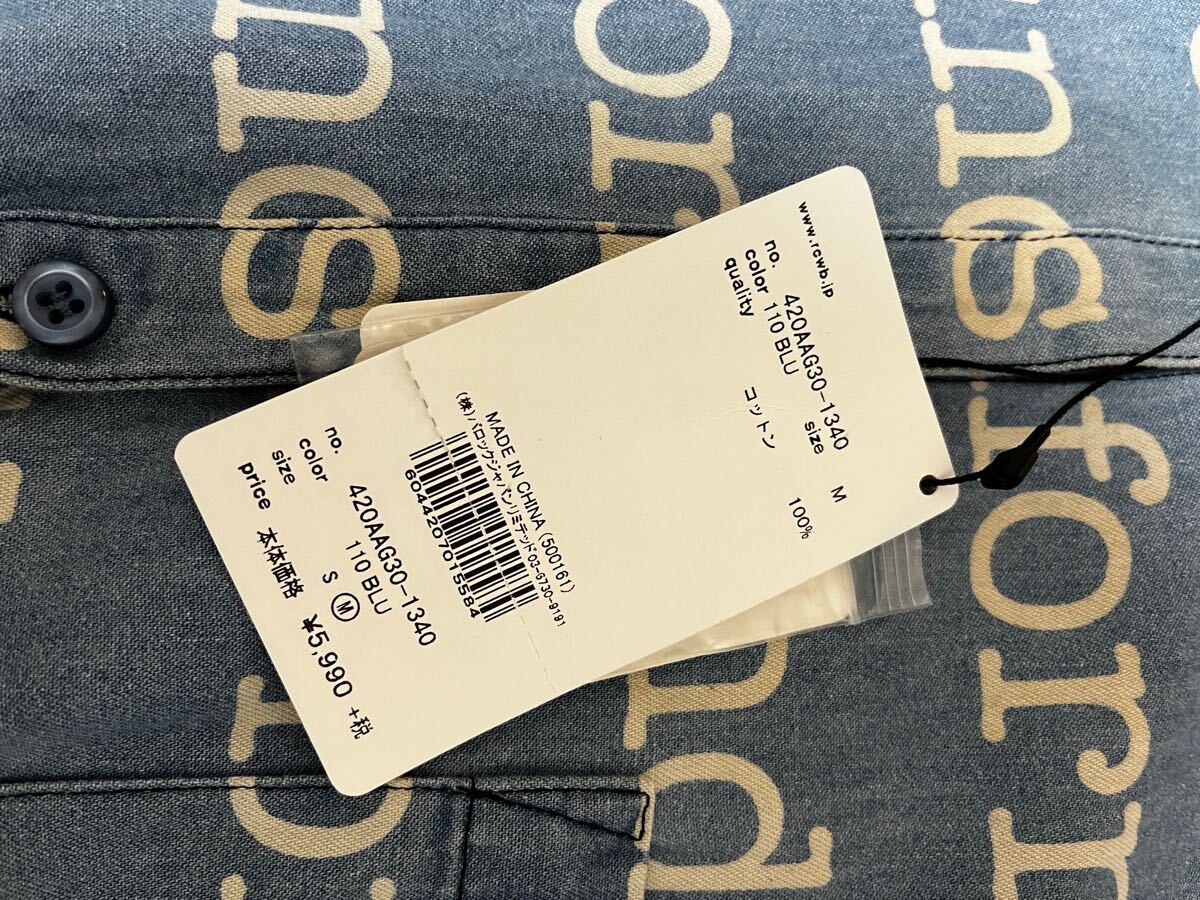 www.rcwb.jp
no. 420AAG30-1340
color 110 BLU size M
quality
コットン 100%
MADE IN CHINA (500161)
(株)バロックジャパンリミテッド03-6730-9191
6044207015584
no. 420AAG30-1340
color 110 BLU
size S M
price 本体価格 ¥5,990 +税